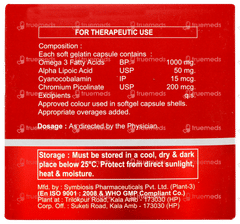 FOR THERAPEUTIC USE
Composition :
Each soft gelatin capsule contains :
Omega 3 Fatty Acids BP 1000 mg.
Alpha Lipoic Acid USP 50 mg.
Cyanocobalamin IP 15 mcg.
Chromium Picolinate USP 200 mcg.
Excipients q.s
Approved colour used in softgel capsule shells.
Appropriate overages added.
Dosage : As directed by the Physician.
Storage : Must be stored in a cool, dry & dark
place below 25°C. Protect from direct sunlight,
heat & moisture.
Mfd. by : Symbiosis Pharmaceuticals Pvt. Ltd. (Plant-3)
(En ISO 9001 : 2008 & WHO GMP Compliant Co.)
Plant at : Trilokpur Road, Kala Amb - 173030 (HP)
Corp. Off. : Suketi Road, Kala Amb - 173030 (HP)